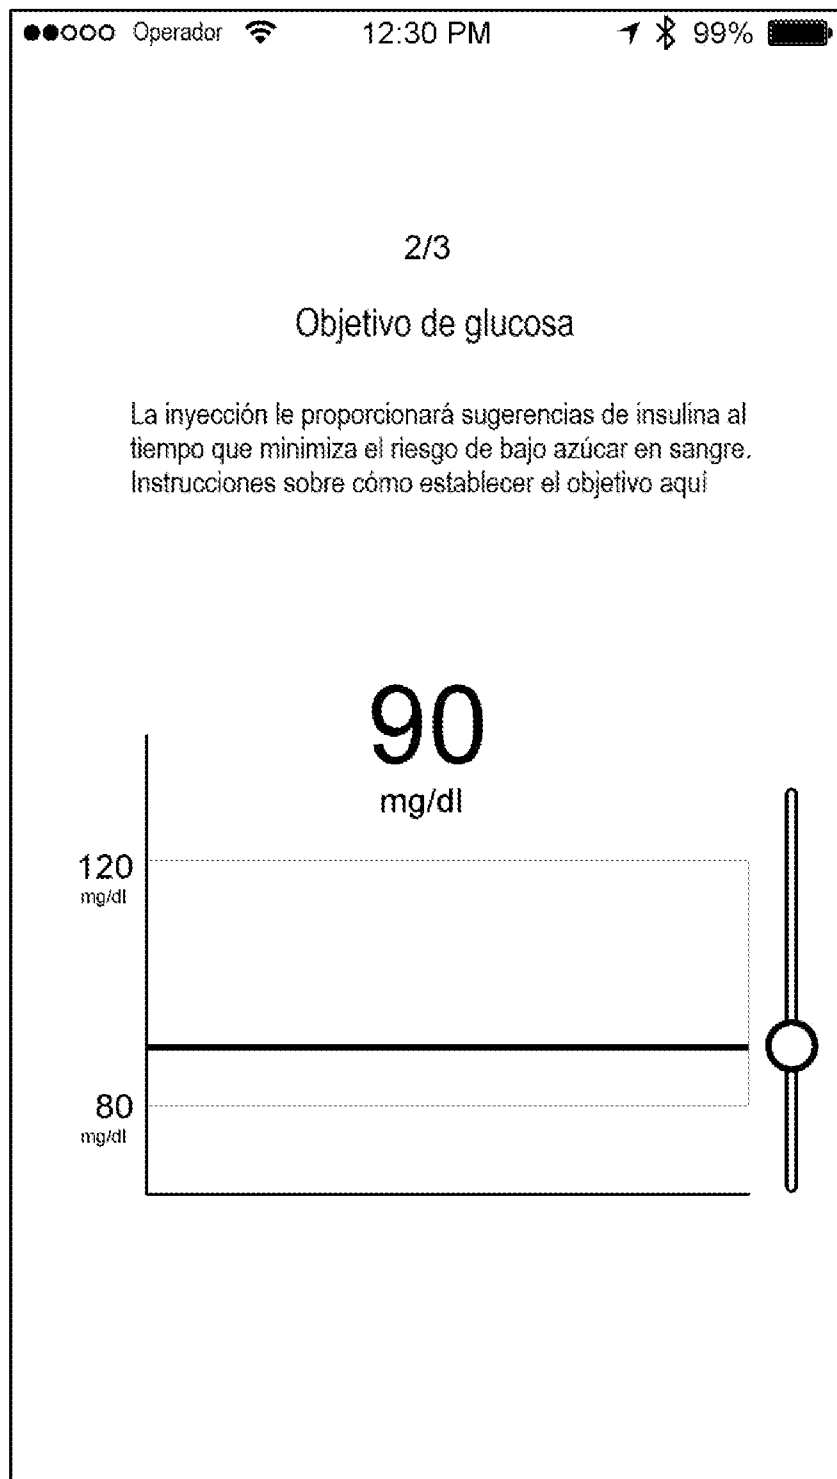 Operador 12:30 PM 99%
2/3
Objetivo de glucosa
La inyección le proporcionará sugerencias de insulina al
tiempo que minimiza el riesgo de bajo azúcar en sangre.
Instrucciones sobre cómo establecer el objetivo aquí
90
mg/dl
120
mg/dl
80
mg/dl